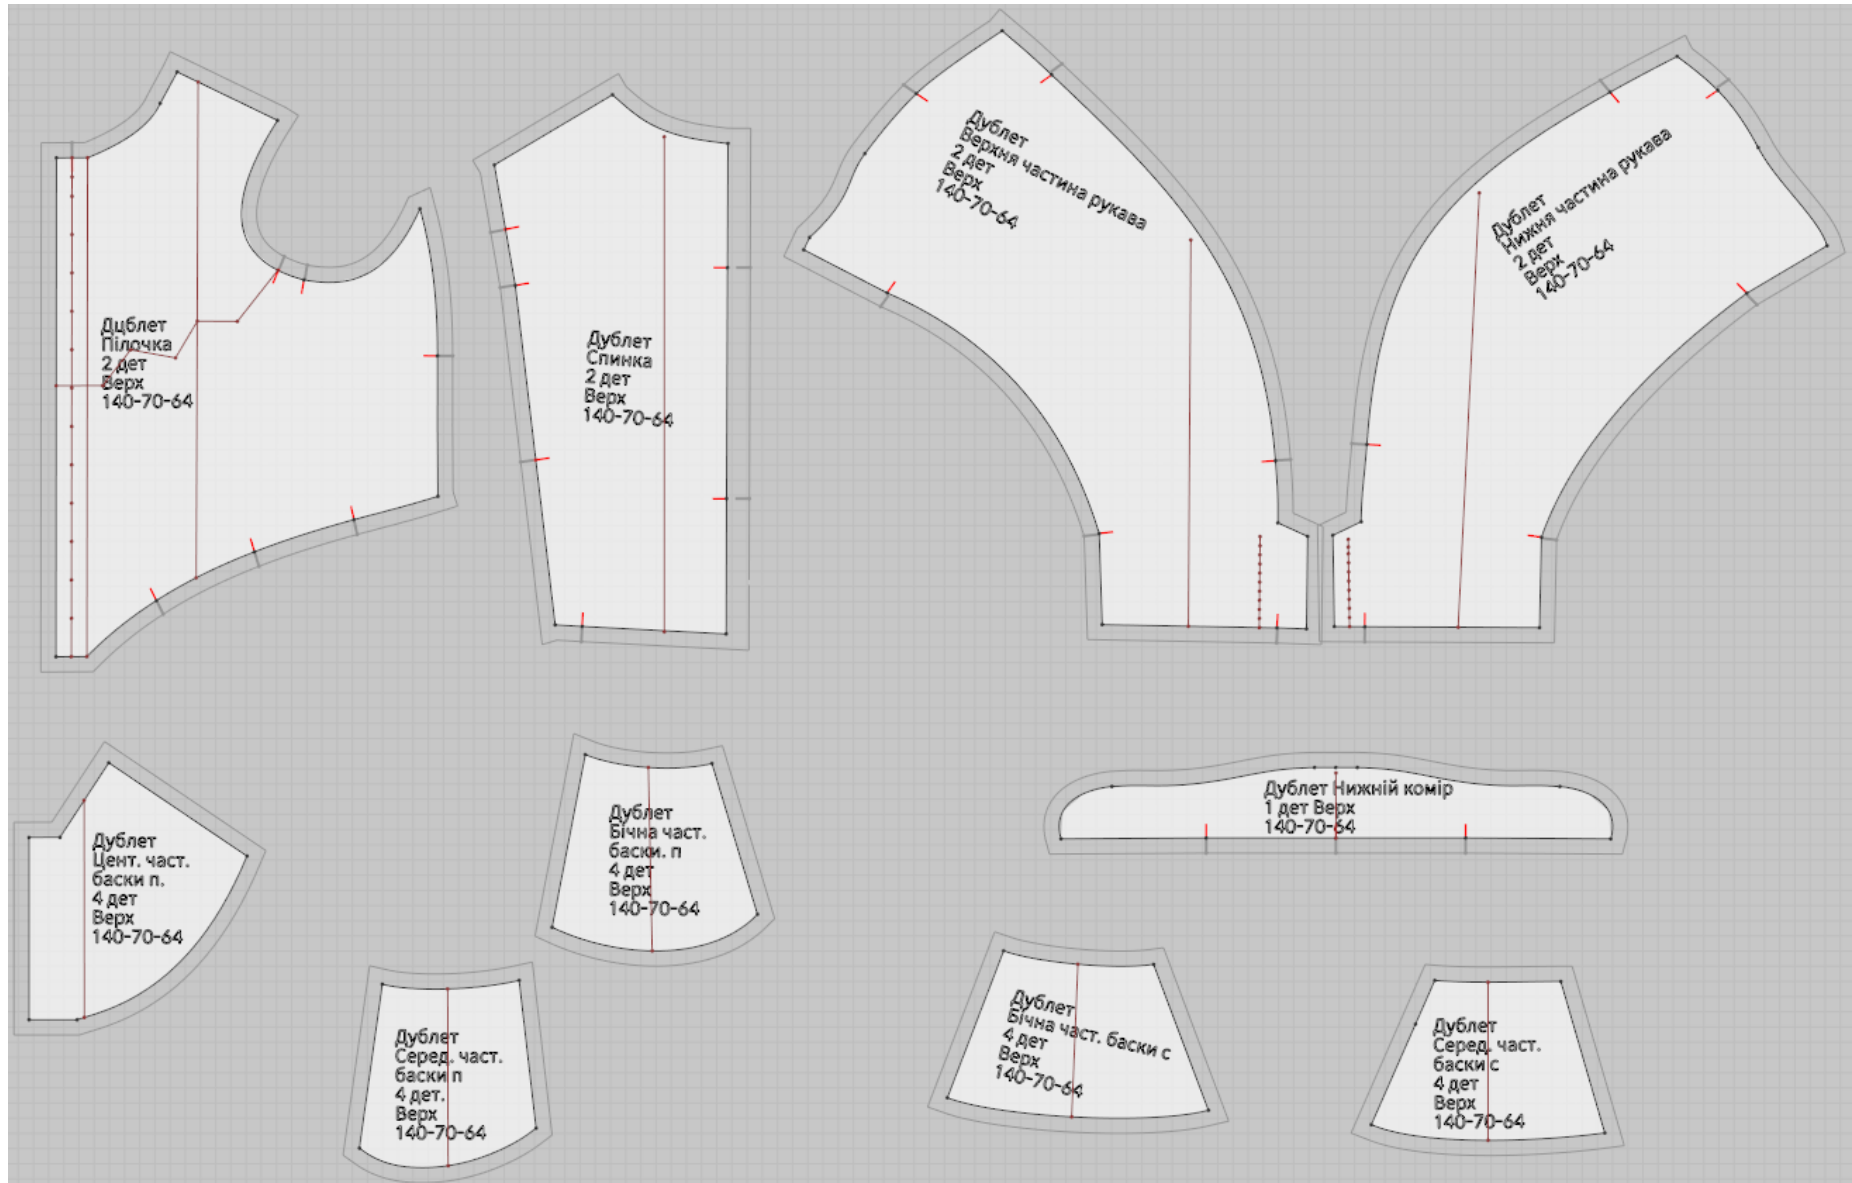 Дцблет
Пілочка
2 дет
Верх
140-70-64
Дублет
Спинка
2 дет
Верх
140-70-64
Дублет
Верхня частина рукава
2 дет
Верх
140-70-64
Дублет
Нижня частина рукава
2 дет
Верх
140-70-64
Дублет
Цент. част.
баски п.
4 дет
Верх
140-70-64
Дублет
Бічна част.
баски. п
4 дет
Верх
140-70-64
Дублет Нижній комір
1 дет Верх
140-70-64
Дублет
Серед. част.
баски п
4 дет.
Верх
140-70-64
Дублет
Бічна част. баски с
4 дет
Верх
140-70-64
Дублет
Серед. част.
баски с
4 дет
Верх
140-70-64